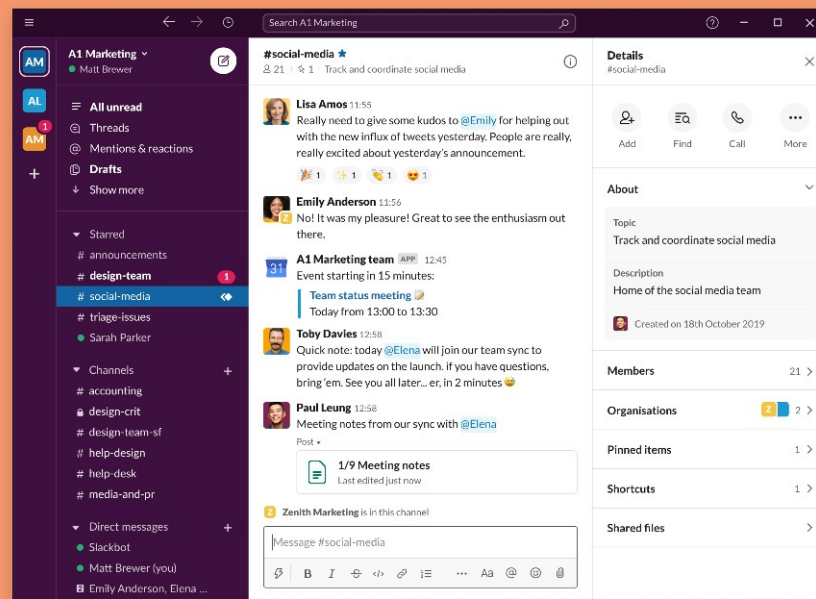 Search A1 Marketing
AM
AL
AM
1
A1 Marketing
Matt Brewer
All unread
Threads
Mentions & reactions
Drafts
Show more
Starred
# announcements
# design-team 1
# social-media
# triage-issues
Sarah Parker
Channels +
# accounting
design-crit
# design-team-sf
# help-design
# help-desk
# media-and-pr
Direct messages +
Slackbot
Matt Brewer (you)
2 Emily Anderson, Elena ...
#social-media
21 | 1 | Track and coordinate social media
Lisa Amos 11:55
Really need to give some kudos to @Emily for helping out
with the new influx of tweets yesterday. People are really,
really excited about yesterday's announcement.
1 1 1 1
Emily Anderson 11:56
Z
No! It was my pleasure! Great to see the enthusiasm out
there.
A1 Marketing team APP 12:45
31
Event starting in 15 minutes:
Team status meeting
Today from 13:00 to 13:30
Toby Davies 12:58
Quick note: today @Elena will join our team sync to
provide updates on the launch. if you have questions,
bring 'em. See you all later... er, in 2 minutes
Paul Leung 12:58
Meeting notes from our sync with @Elena
Post
1/9 Meeting notes
Last edited just now
Z Zenith Marketing is in this channel
Message #social-media
B I S </> ... Aa @
Details
#social-media
Add Find Call More
About
Topic
Track and coordinate social media
Description
Home of the social media team
Created on 18th October 2019
Members 21 >
Organisations Z 2 >
Pinned items 1 >
Shortcuts 1 >
Shared files >